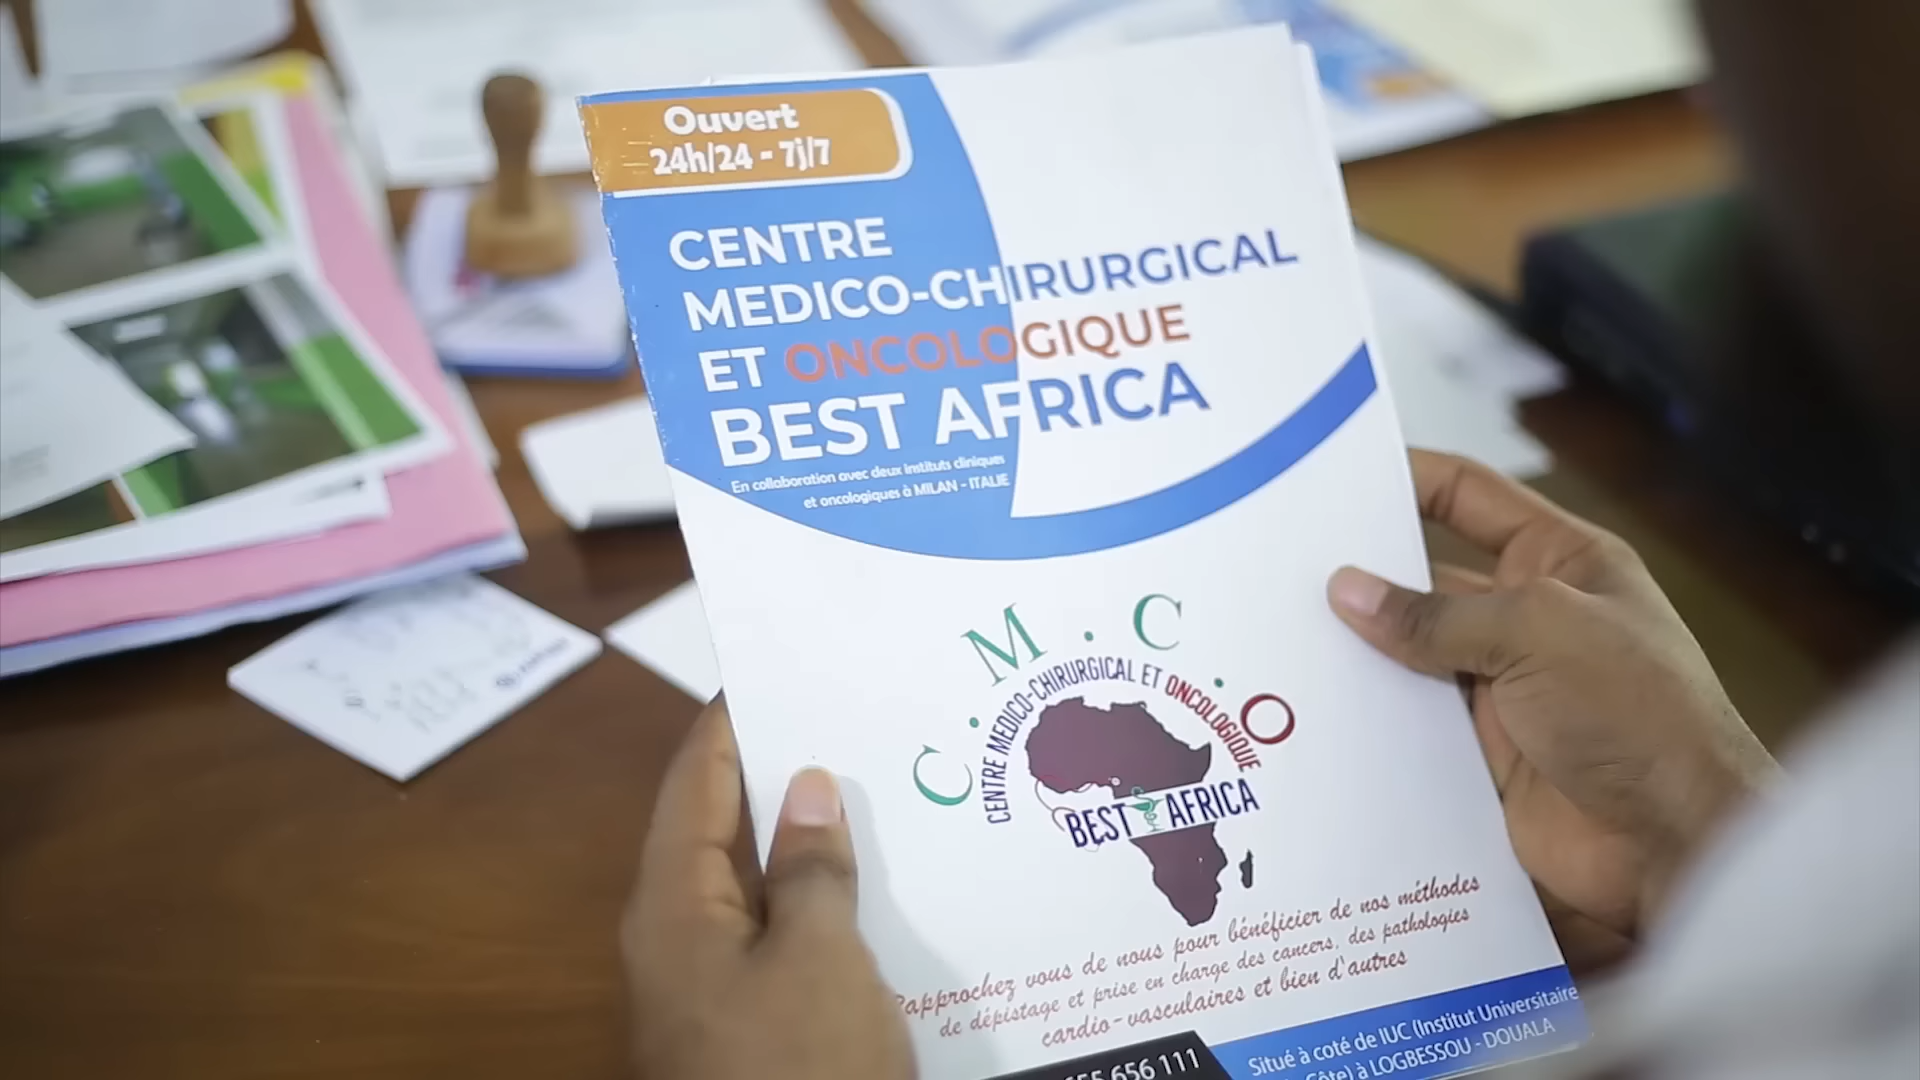 Ouvert
24h/24 - 7j/7
CENTRE
MEDICO-CHIRURGICAL
ET ONCOLOGIQUE
BEST AFRICA
En collaboration avec deux instituts cliniques
et oncologiques à MILAN - ITALIE
C.M.C.O
CENTRE MEDICO-CHIRURGICAL ET ONCOLOGIQUE
BEST AFRICA
Rapprochez vous de nous pour bénéficier de nos méthodes
de dépistage et prise en charge des cancers, des pathologies
cardio-vasculaires et bien d'autres
656 111
Situé à coté de IUC (Institut Universitaire
Côte) à LOGBESSOU - DOUALA